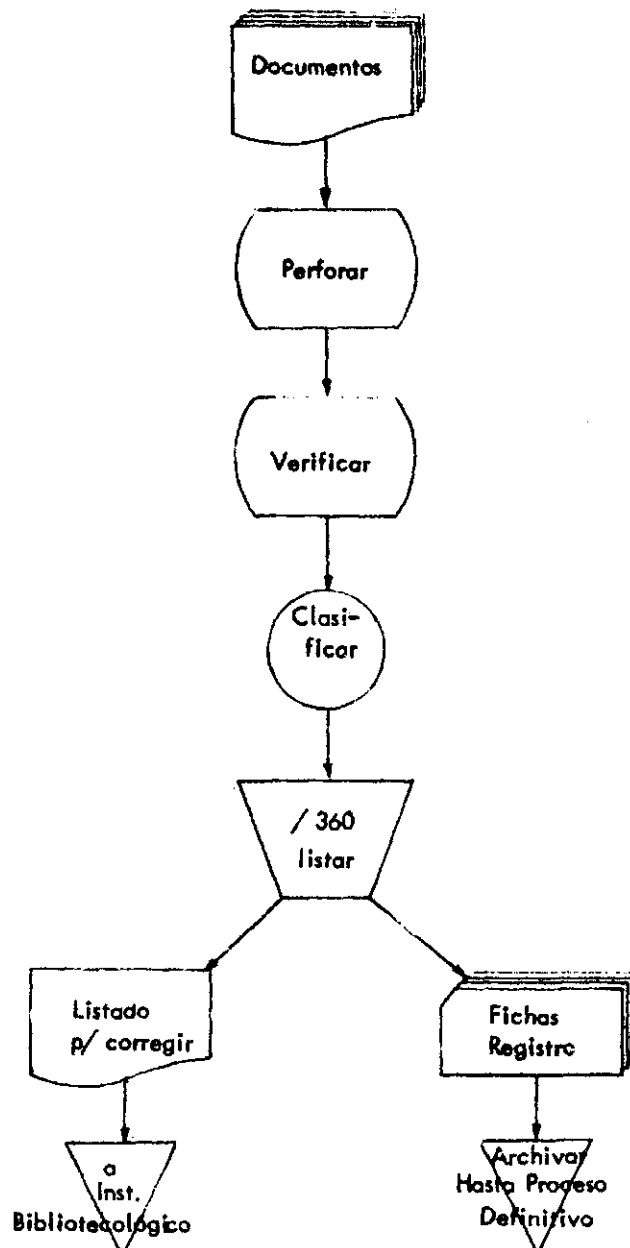 Documentos
Perforar
Verificar
Clasi-
ficar
/ 360
listar
Listado
p/ corregir
Fichas
Registro
a
Inst.
Bibliotecológico
Archivar
Hasta Proceso
Definitivo